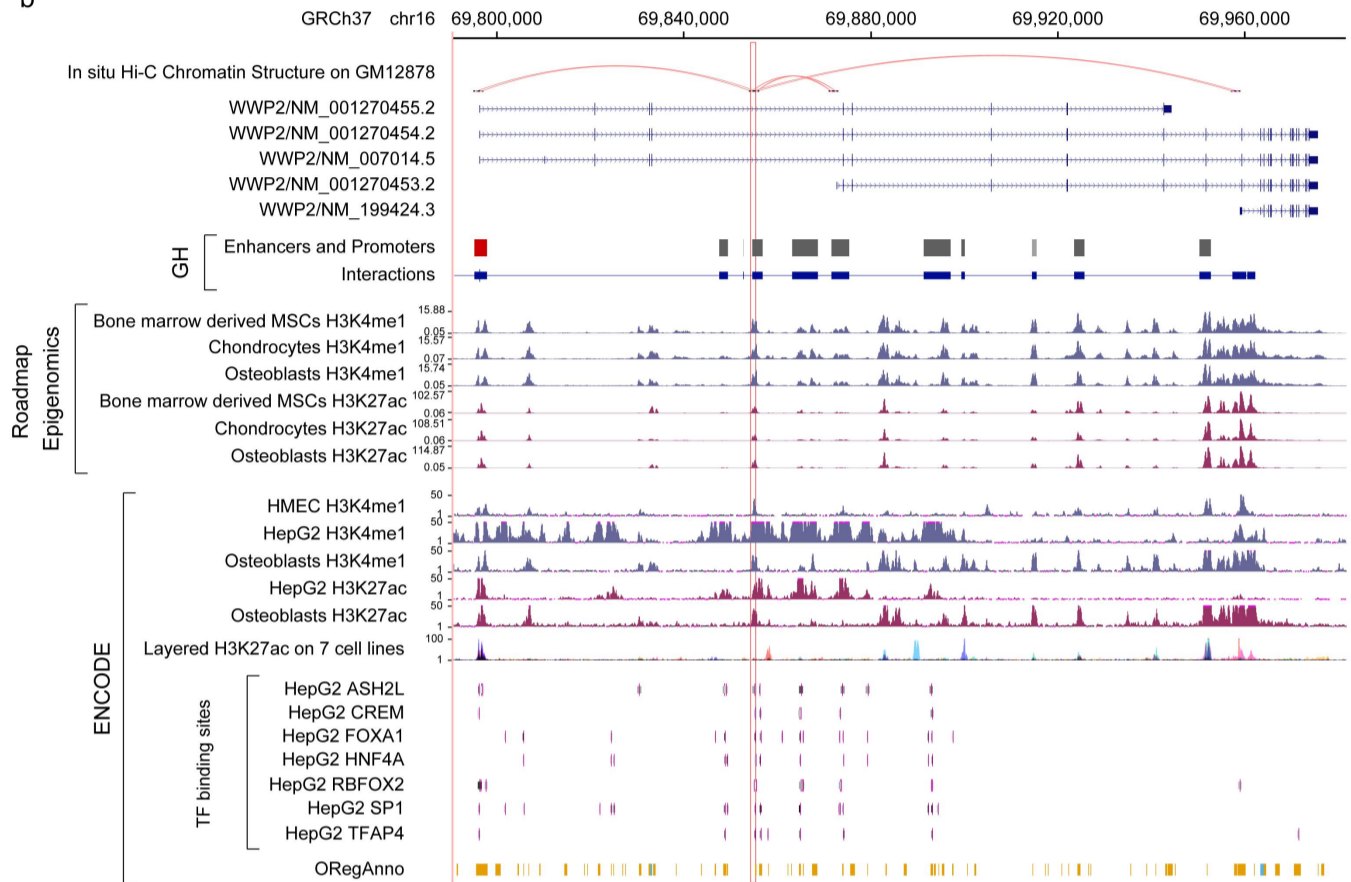 b
GRCh37 chr16 69,800,000 69,840,000 69,880,000 69,920,000 69,960,000
In situ Hi-C Chromatin Structure on GM12878
WWP2/NM_001270455.2
WWP2/NM_001270454.2
WWP2/NM_007014.5
WWP2/NM_001270453.2
WWP2/NM_199424.3
GH
Enhancers and Promoters
Interactions
Roadmap
Epigenomics
Bone marrow derived MSCs H3K4me1 15.88 0.05
Chondrocytes H3K4me1 15.57 0.07
Osteoblasts H3K4me1 15.74 0.05
Bone marrow derived MSCs H3K27ac 102.57 0.06
Chondrocytes H3K27ac 108.51 0.06
Osteoblasts H3K27ac 114.87 0.05
ENCODE
HMEC H3K4me1 50 1
HepG2 H3K4me1 50 1
Osteoblasts H3K4me1 50 1
HepG2 H3K27ac 50 1
Osteoblasts H3K27ac 50 1
Layered H3K27ac on 7 cell lines 100 1
TF binding sites
HepG2 ASH2L
HepG2 CREM
HepG2 FOXA1
HepG2 HNF4A
HepG2 RBFOX2
HepG2 SP1
HepG2 TFAP4
ORegAnno